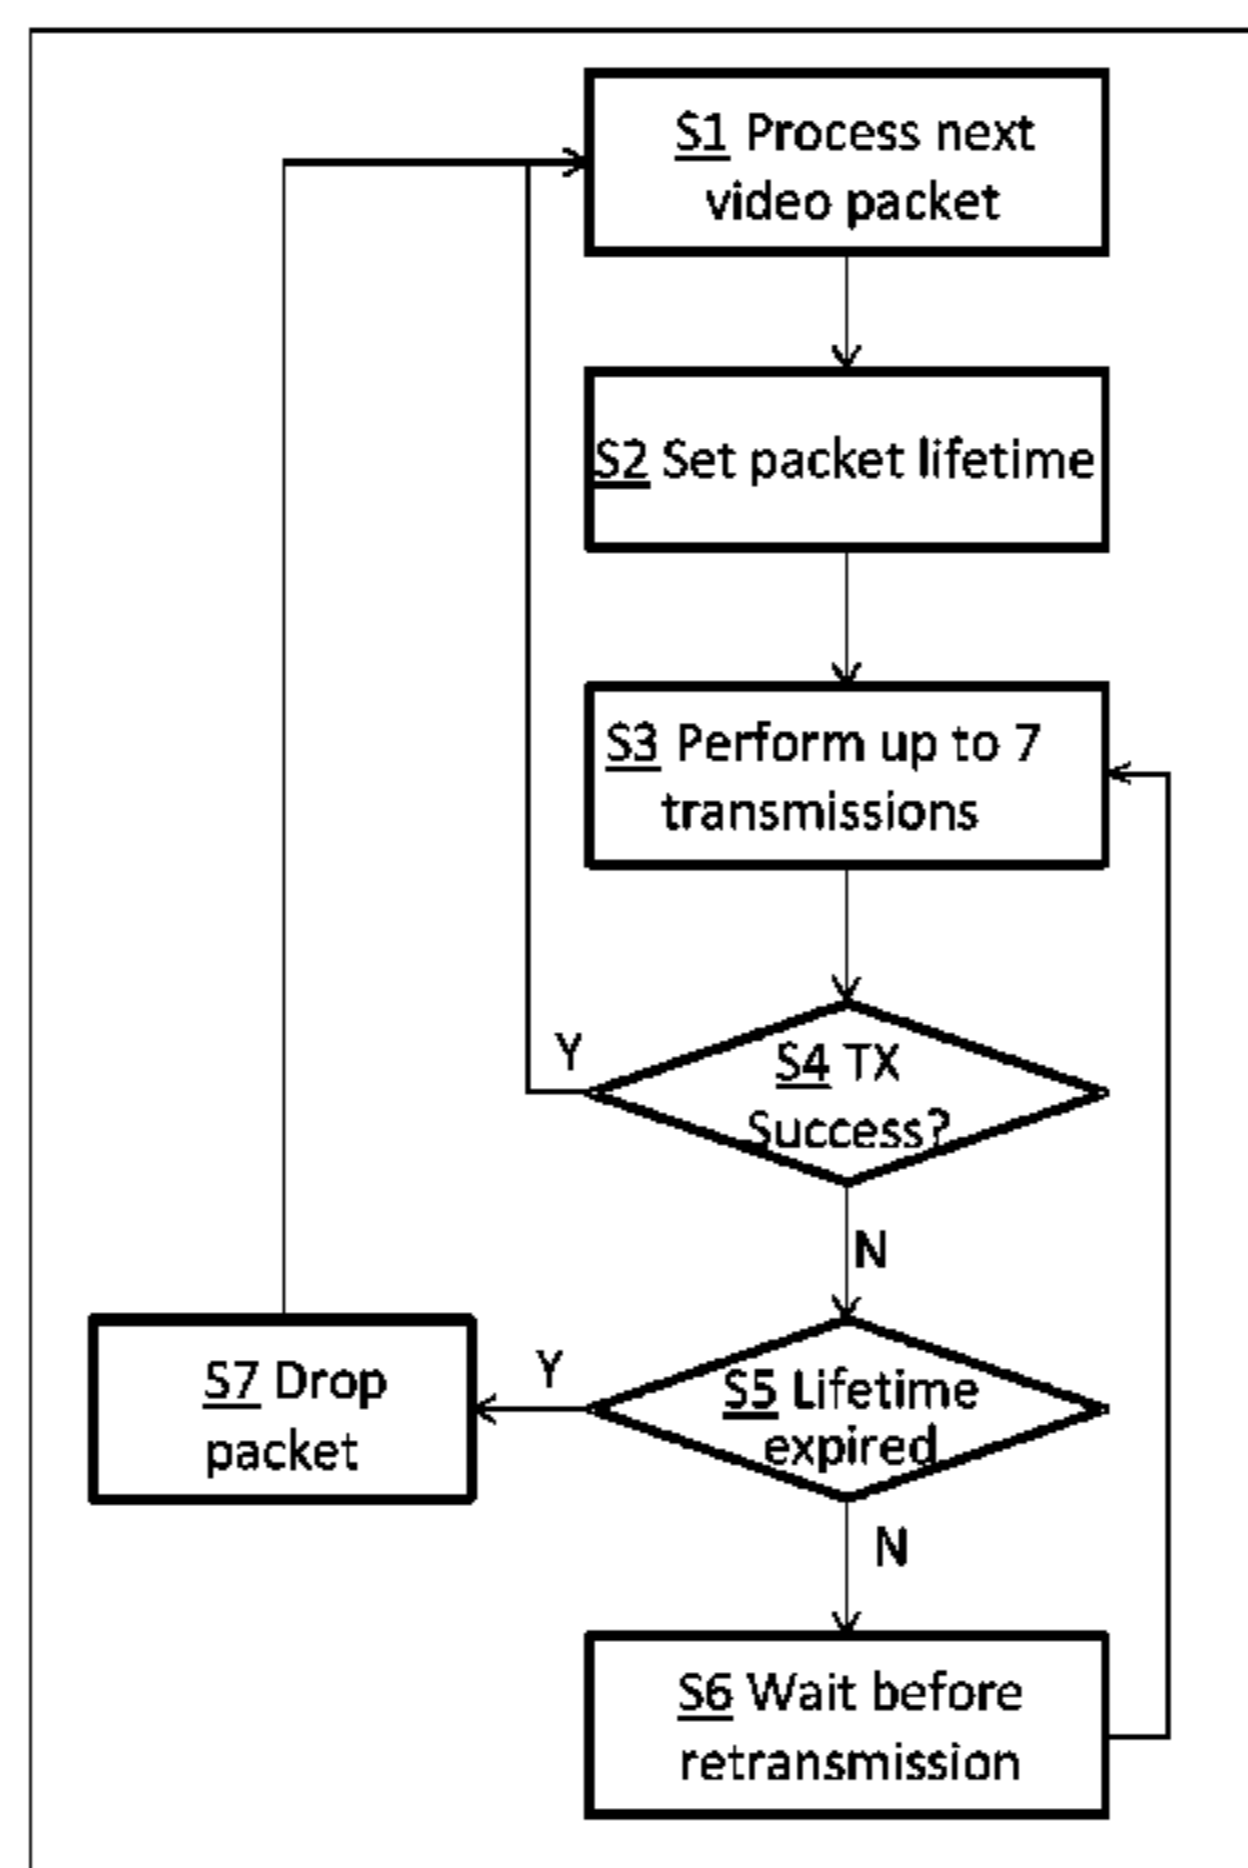 S1 Process next
video packet
S2 Set packet lifetime
S3 Perform up to 7
transmissions
Y
S4 TX
Success?
N
S7 Drop
packet
Y
S5 Lifetime
expired
N
S6 Wait before
retransmission